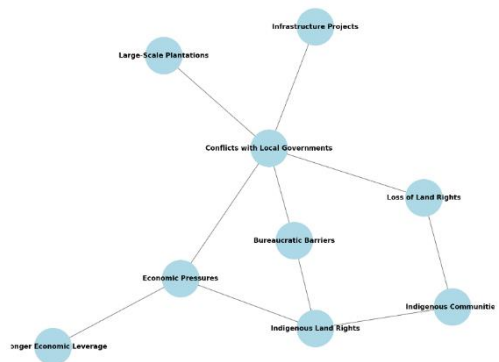 Infrastructure Projects
Large-Scale Plantations
Conflicts with Local Governments
Loss of Land Rights
Bureaucratic Barriers
Economic Pressures
Indigenous Communitie
Indigenous Land Rights
onger Economic Leverage